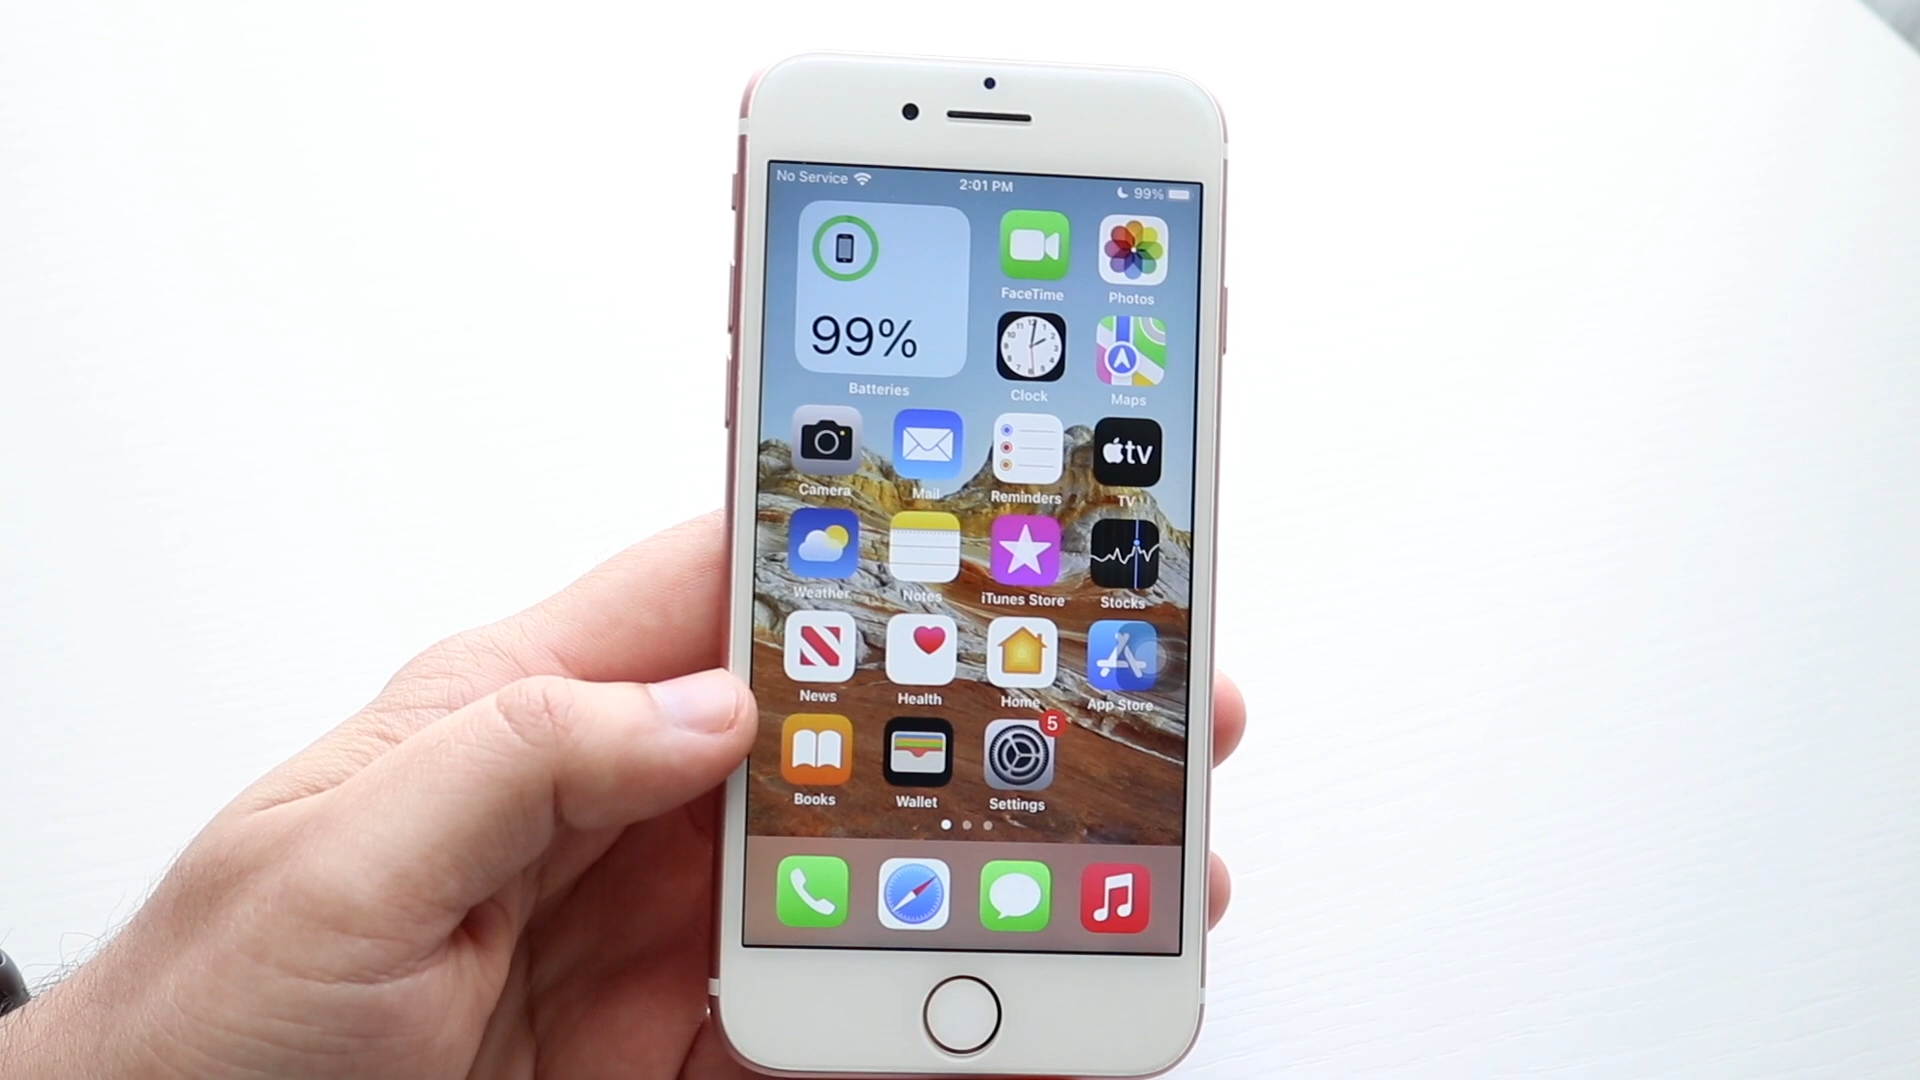 No Service 2:01 PM 99%
99%
Batteries
FaceTime Photos
Clock Maps
tv
Camera Mail Reminders TV
Weather Notes iTunes Store Stocks
News Health Home App Store
5
Books Wallet Settings